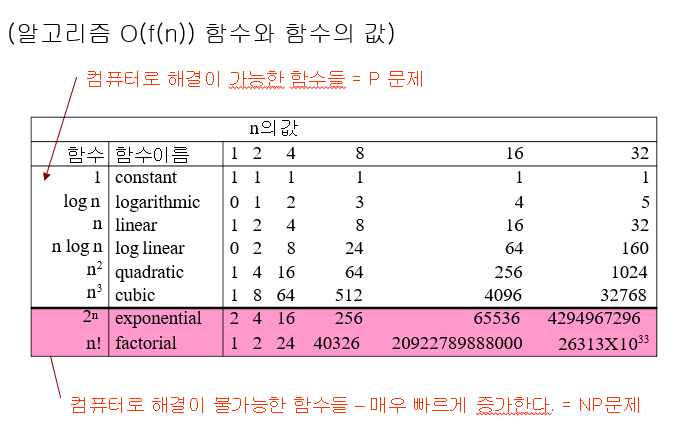 (알고리즘 O(f(n)) 함수와 함수의 값)
컴퓨터로 해결이 가능한 함수들 = P 문제
n의 값
함수 함수이름 1 2 4 8 16 32
1 constant 1 1 1 1 1 1
log n logarithmic 0 1 2 3 4 5
n linear 1 2 4 8 16 32
n log n log linear 0 2 8 24 64 160
n² quadratic 1 4 16 64 256 1024
n³ cubic 1 8 64 512 4096 32768
2ⁿ exponential 2 4 16 256 65536 4294967296
n! factorial 1 2 24 40326 20922789888000 26313X10³³
컴퓨터로 해결이 불가능한 함수들 – 매우 빠르게 증가한다. = NP문제